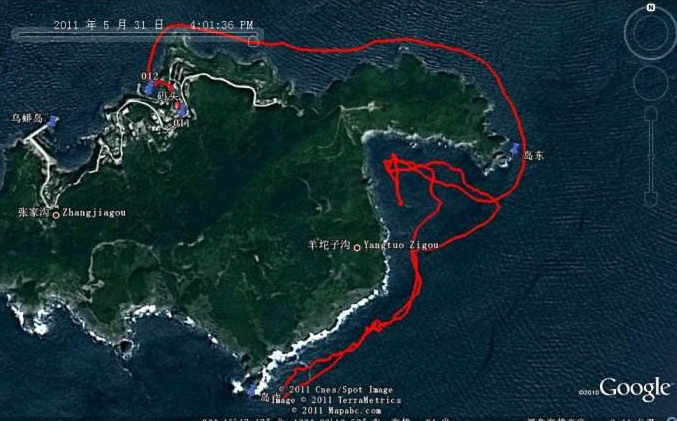 2011 年 5 月 31 日 4:01:36 PM
N
012
码头
011
乌蟒岛
岛东
张家沟 Zhangjiagou
羊坨子沟 Yangtuo Zigou
岛南
© 2011 Cnes/Spot Image
Image © 2011 TerraMetrics
© 2011 Mapabc.com
©2010 Google